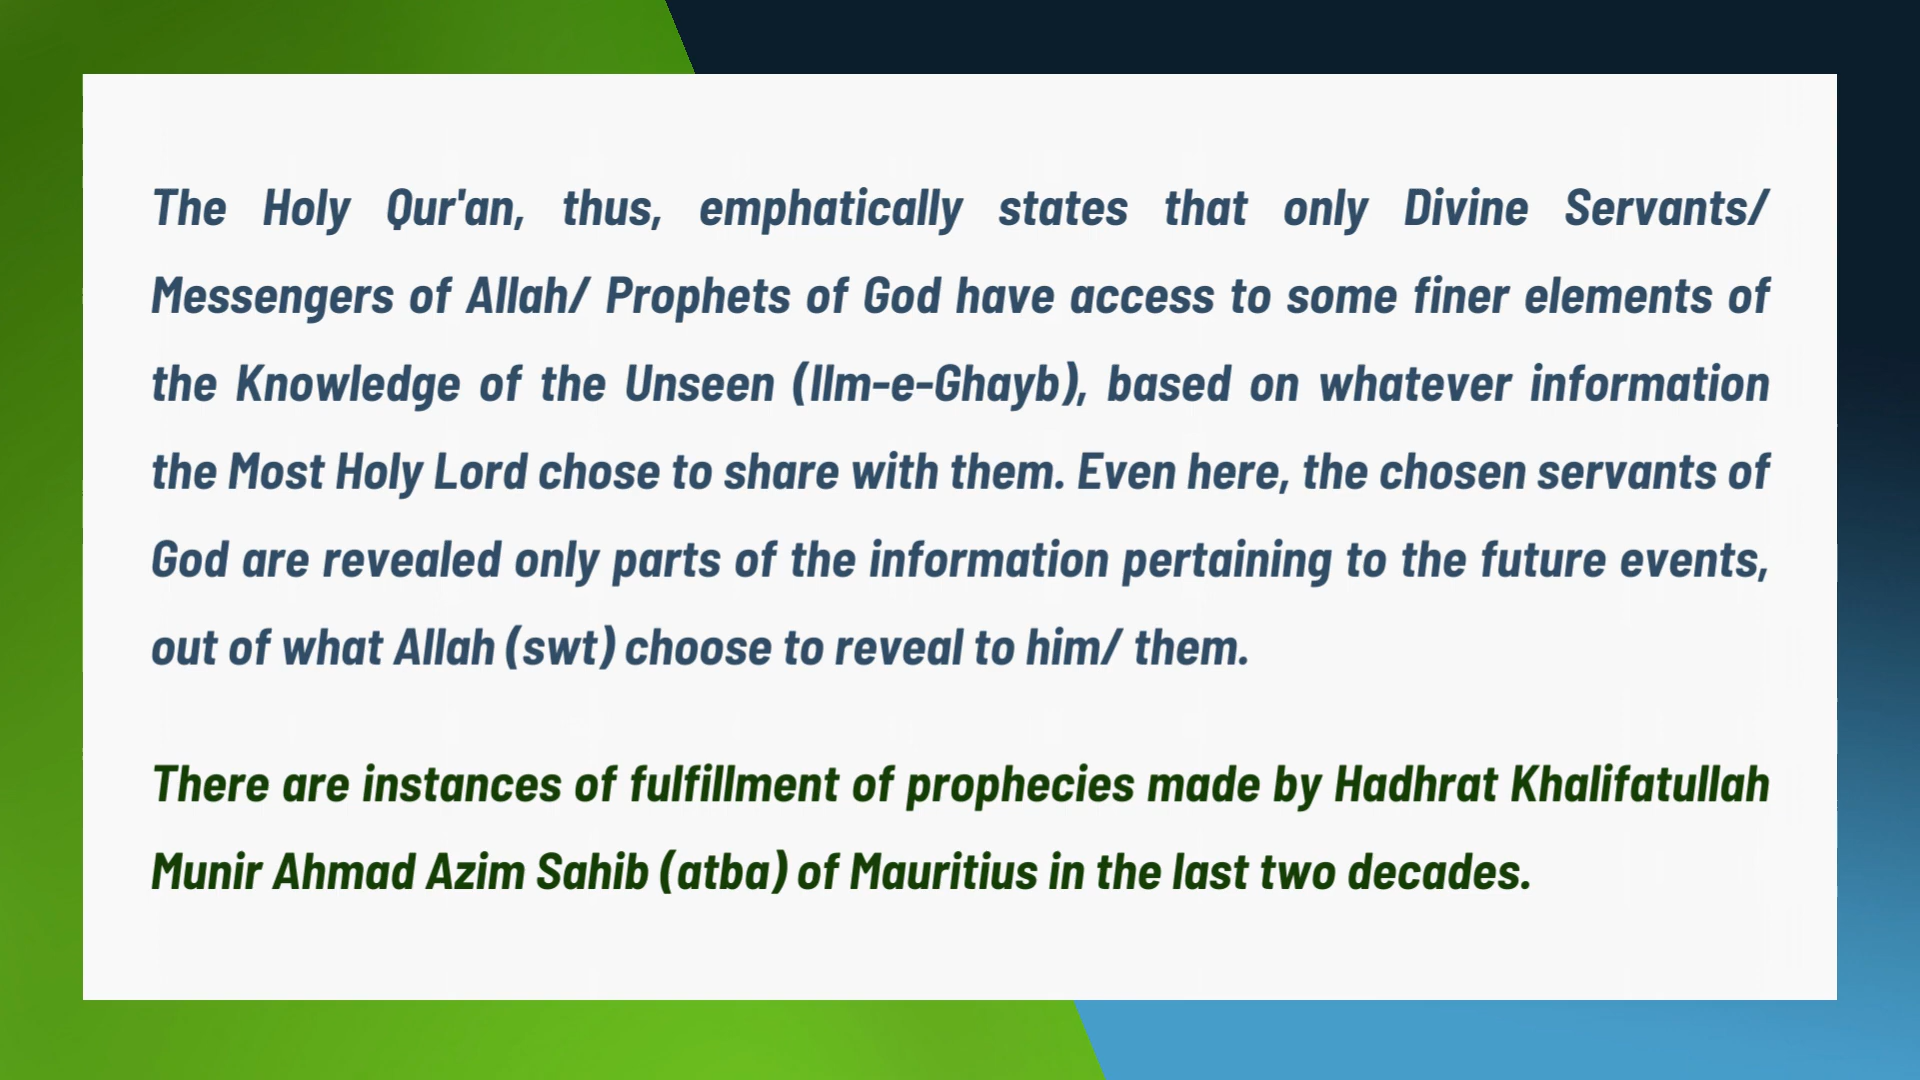 The Holy Qur'an, thus, emphatically states that only Divine Servants/
Messengers of Allah/ Prophets of God have access to some finer elements of
the Knowledge of the Unseen (Ilm-e-Ghayb), based on whatever information
the Most Holy Lord chose to share with them. Even here, the chosen servants of
God are revealed only parts of the information pertaining to the future events,
out of what Allah (swt) choose to reveal to him/ them.
There are instances of fulfillment of prophecies made by Hadhrat Khalifatullah
Munir Ahmad Azim Sahib (atba) of Mauritius in the last two decades.